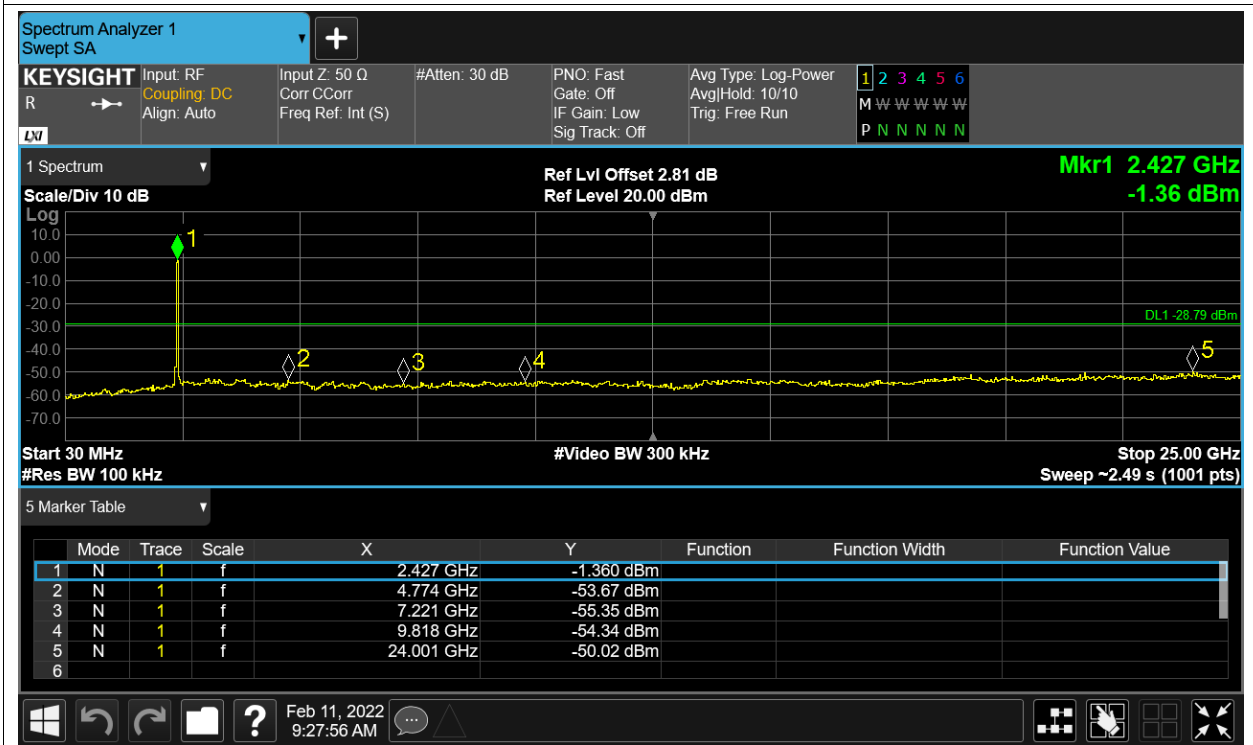 Spectrum Analyzer 1
Swept SA
KEYSIGHT Input: RF Input Z: 50 Ω #Atten: 30 dB PNO: Fast Avg Type: Log-Power 1 2 3 4 5 6
R Coupling: DC Corr CCorr Gate: Off Avg|Hold: 10/10 M W W W W W
Align: Auto Freq Ref: Int (S) IF Gain: Low Trig: Free Run
LXI Sig Track: Off P N N N N N
1 Spectrum Ref Lvl Offset 2.81 dB Mkr1 2.427 GHz
Scale/Div 10 dB Ref Level 20.00 dBm -1.36 dBm
Log
10.0 1
0.00
-10.0
-20.0
DL1 -28.79 dBm
-30.0
-40.0
2 3 4 5
-50.0
-60.0
-70.0
Start 30 MHz #Video BW 300 kHz Stop 25.00 GHz
#Res BW 100 kHz Sweep ~2.49 s (1001 pts)
5 Marker Table
Mode Trace Scale X Y Function Function Width Function Value
1 N 1 f 2.427 GHz -1.360 dBm
2 N 1 f 4.774 GHz -53.67 dBm
3 N 1 f 7.221 GHz -55.35 dBm
4 N 1 f 9.818 GHz -54.34 dBm
5 N 1 f 24.001 GHz -50.02 dBm
6
? Feb 11, 2022
9:27:56 AM